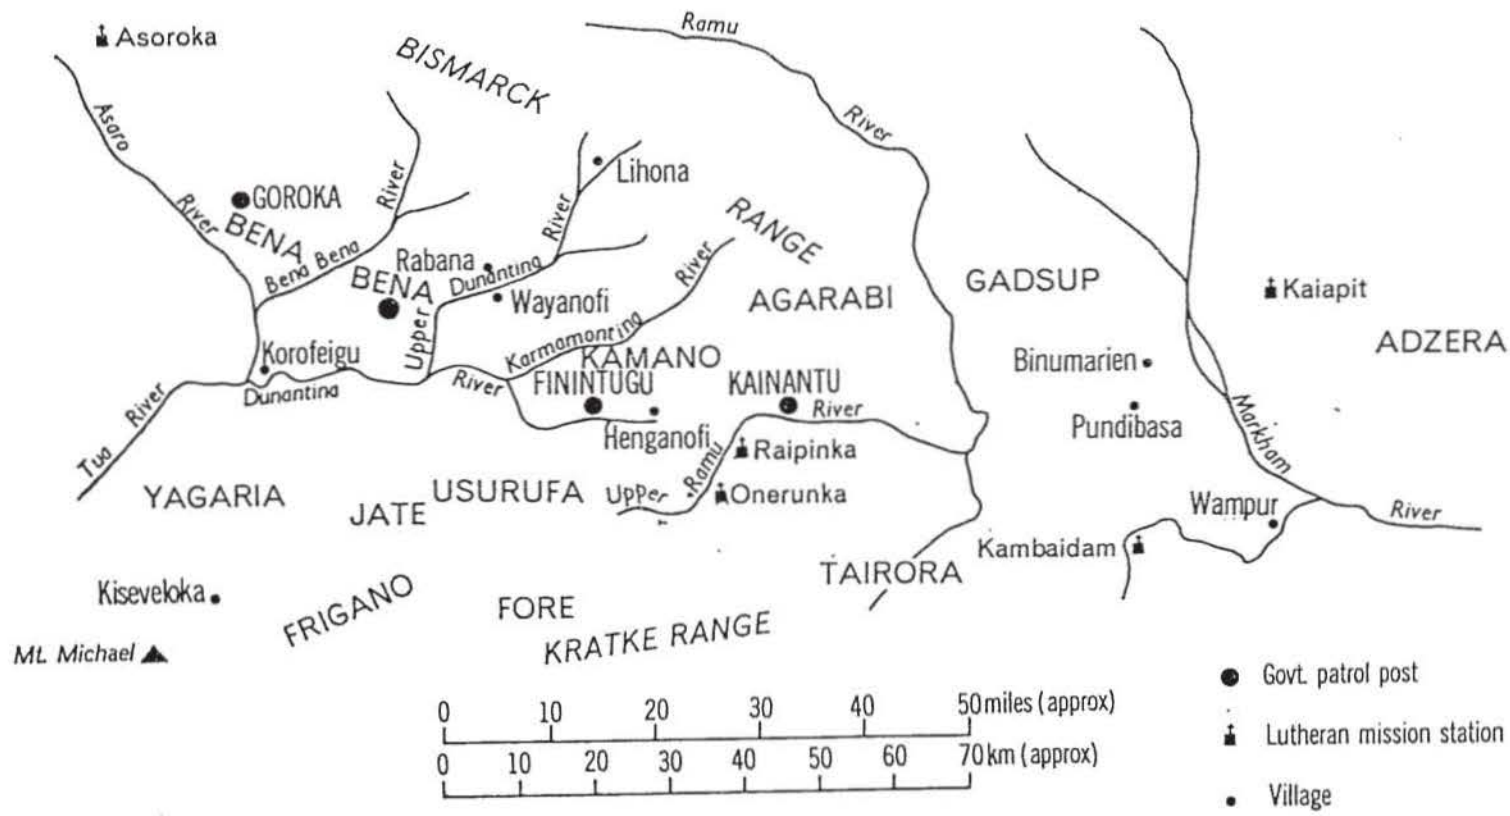 Ramu
Asoroka
BISMARCK
Asaro
River
River
GOROKA
River
Lihona
River
BENA
RANGE
Bena Bena
River
River
Rabana
Dunantina
BENA
Wayanofi
AGARABI
GADSUP
Kaiapit
Upper
Karmamonting
KAMANO
ADZERA
Korofeigu
Binumarien
River
FININTUGU
KAINANTU
River
Dunantina
River
Henganofi
Pundibasa
Markham
Tua
Raipinka
Ramu
YAGARIA
USURUFA
Upper
Onerunka
JATE
Wampur
River
Kambaidam
TAIRORA
Kiseveloka
FRIGANO
FORE
KRATKE RANGE
Mt. Michael
Govt. patrol post
0 10 20 30 40 50 miles (approx)
Lutheran mission station
0 10 20 30 40 50 60 70 km (approx)
Village